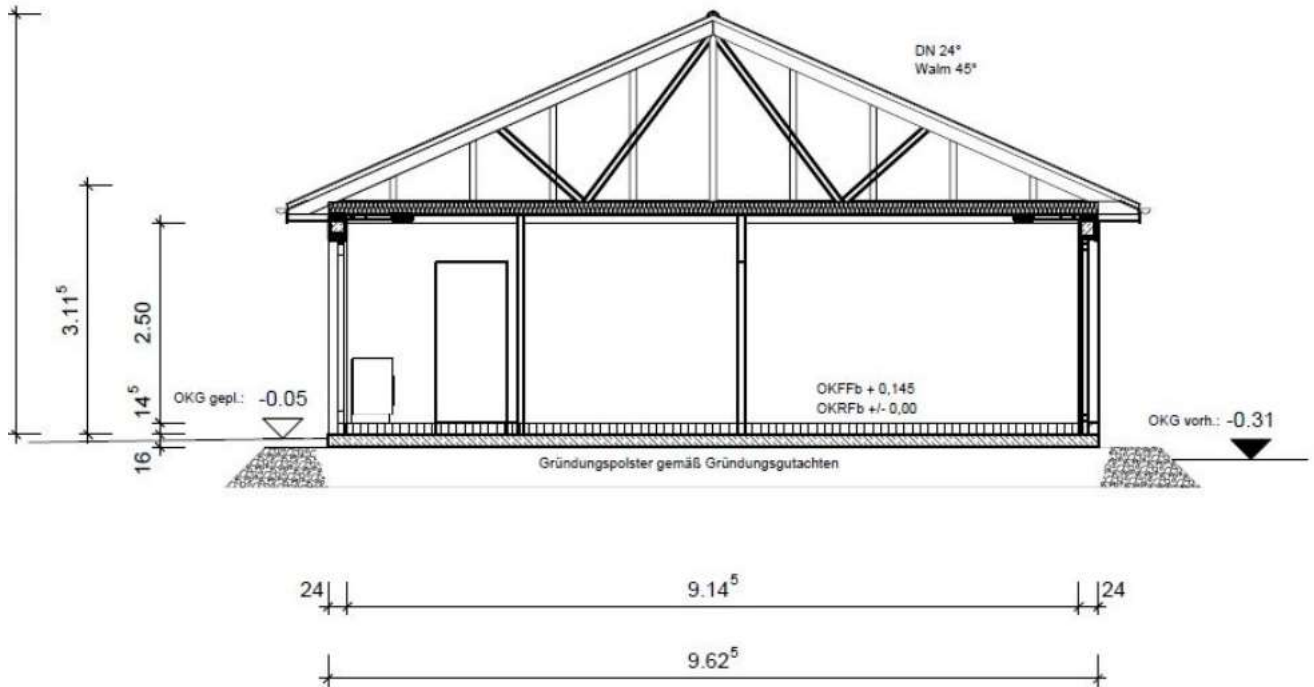 DN 24°
Walm 45°
3.11⁵
2.50
14⁵
16
OKG gepl.: -0.05
OKFFb + 0,145
OKRFb +/- 0,00
OKG vorh.: -0.31
Gründungspolster gemäß Gründungsgutachten
24 9.14⁵ 24
9.62⁵